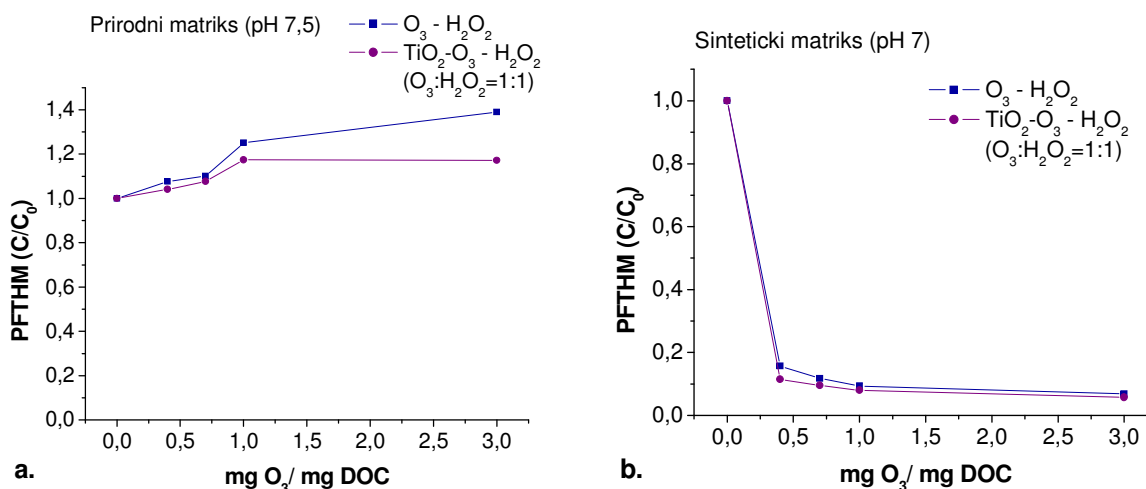 Prirodni matriks (pH 7,5)
O₃ - H₂O₂
TiO₂-O₃ - H₂O₂
(O₃:H₂O₂=1:1)
1,4
1,2
1,0
0,8
0,6
0,4
0,2
0,0
PFTHM (C/C₀)
0,0 0,5 1,0 1,5 2,0 2,5 3,0
mg O₃/ mg DOC
a.
Sinteticki matriks (pH 7)
O₃ - H₂O₂
TiO₂-O₃ - H₂O₂
(O₃:H₂O₂=1:1)
1,0
0,8
0,6
0,4
0,2
0,0
PFTHM (C/C₀)
0,0 0,5 1,0 1,5 2,0 2,5 3,0
mg O₃/ mg DOC
b.